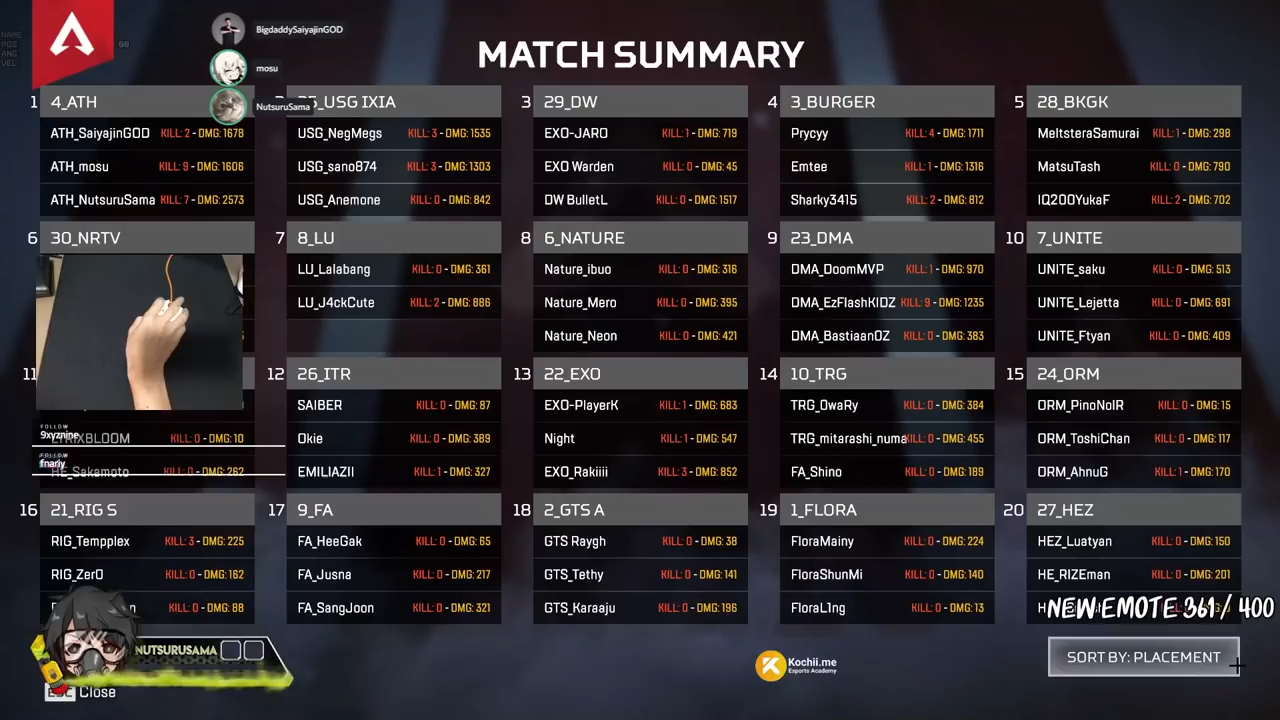 BigdaddySaiyajinGOD
mosu
NutsuruSama
MATCH SUMMARY
NAME
POS
ANG
VEL
1 4_ATH
ATH_SaiyajinGOD KILL: 2 - DMG: 1678
ATH_mosu KILL: 9 - DMG: 1606
ATH_NutsuruSama KILL: 7 - DMG: 2573
USG IXIA
USG_NegMegs KILL: 3 - DMG: 1535
USG_sano874 KILL: 3 - DMG: 1303
USG_Anemone KILL: 0 - DMG: 842
3 29_DW
EXO-JARO KILL: 1 - DMG: 719
EXO Warden KILL: 0 - DMG: 45
DW BulletL KILL: 0 - DMG: 1517
4 3_BURGER
Prycyy KILL: 4 - DMG: 1711
Emtee KILL: 1 - DMG: 1316
Sharky3415 KILL: 2 - DMG: 812
5 28_BKGK
MeltsteraSamurai KILL: 1 - DMG: 298
MatsuTash KILL: 0 - DMG: 790
IQ200YukaF KILL: 2 - DMG: 702
6 30_NRTV
7 8_LU
LU_Lalabang KILL: 0 - DMG: 361
LU_J4ckCute KILL: 2 - DMG: 886
8 6_NATURE
Nature_ibuo KILL: 0 - DMG: 316
Nature_Mero KILL: 0 - DMG: 395
Nature_Neon KILL: 0 - DMG: 421
9 23_DMA
DMA_DoomMVP KILL: 1 - DMG: 970
DMA_EzFlashKIDZ KILL: 9 - DMG: 1235
DMA_BastiaanOZ KILL: 0 - DMG: 383
10 7_UNITE
UNITE_saku KILL: 0 - DMG: 513
UNITE_Lejetta KILL: 0 - DMG: 691
UNITE_Ftyan KILL: 0 - DMG: 409
11
FOLLOW
9xyznine
LYRIXBLOOM KILL: 0 - DMG: 10
FOLLOW
fnarly
HE_Sakamoto KILL: 0 - DMG: 262
12 26_ITR
SAIBER KILL: 0 - DMG: 87
Okie KILL: 0 - DMG: 389
EMILIAZII KILL: 1 - DMG: 327
13 22_EXO
EXO-PlayerK KILL: 1 - DMG: 683
Night KILL: 1 - DMG: 547
EXO_Rakiiii KILL: 3 - DMG: 852
14 10_TRG
TRG_OwaRy KILL: 0 - DMG: 384
TRG_mitarashi_numa KILL: 0 - DMG: 455
FA_Shino KILL: 0 - DMG: 189
15 24_ORM
ORM_PinoNoIR KILL: 0 - DMG: 15
ORM_ToshiChan KILL: 0 - DMG: 117
ORM_AhnuG KILL: 1 - DMG: 170
16 21_RIG S
RIG_Tempplex KILL: 3 - DMG: 225
RIG_Zer0 KILL: 0 - DMG: 162
KILL: 0 - DMG: 88
17 9_FA
FA_HeeGak KILL: 0 - DMG: 65
FA_Jusna KILL: 0 - DMG: 217
FA_SangJoon KILL: 0 - DMG: 321
18 2_GTS A
GTS Raygh KILL: 0 - DMG: 38
GTS_Tethy KILL: 0 - DMG: 141
GTS_Karaaju KILL: 0 - DMG: 196
19 1_FLORA
FloraMainy KILL: 0 - DMG: 224
FloraShunMi KILL: 0 - DMG: 140
FloraL1ng KILL: 0 - DMG: 13
20 27_HEZ
HEZ_Luatyan KILL: 0 - DMG: 150
HE_RIZEman KILL: 0 - DMG: 201
NEW EMOTE 361/ 400
NUTSURUSAMA
Kochii.me
Esports Academy
SORT BY: PLACEMENT
ESC Close